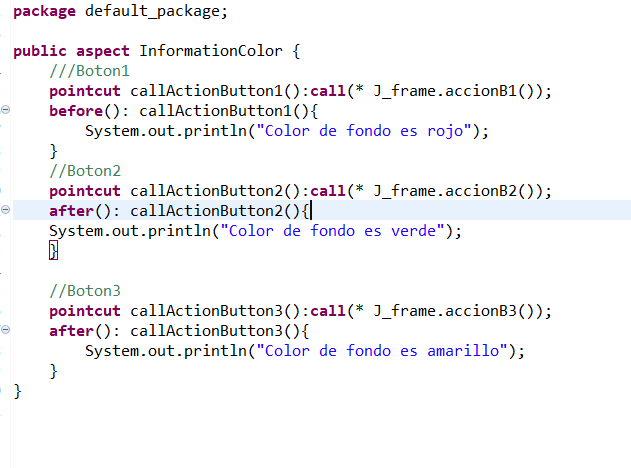 package default_package;
public aspect InformationColor {
///Boton1
pointcut callActionButton1():call(* J_frame.accionB1());
before(): callActionButton1(){
System.out.println("Color de fondo es rojo");
}
//Boton2
pointcut callActionButton2():call(* J_frame.accionB2());
after(): callActionButton2(){
System.out.println("Color de fondo es verde");
}
//Boton3
pointcut callActionButton3():call(* J_frame.accionB3());
after(): callActionButton3(){
System.out.println("Color de fondo es amarillo");
}
}